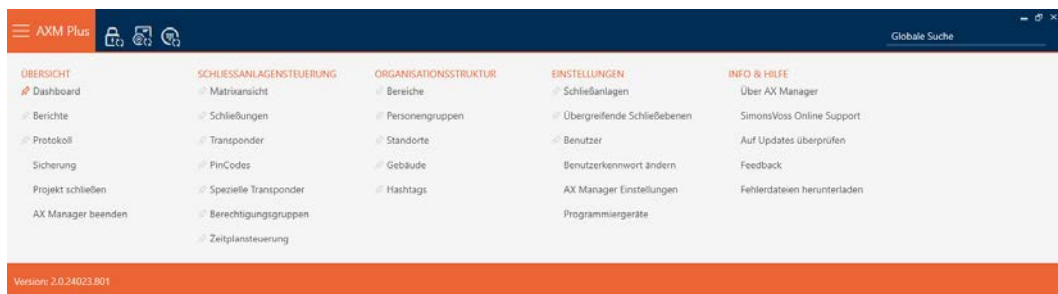 AXM Plus
Globale Suche
ÜBERSICHT
Dashboard
Berichte
Protokoll
Sicherung
Projekt schließen
AX Manager beenden
SCHLIESSANLAGENSTEUERUNG
Matrixansicht
Schließungen
Transponder
PinCodes
Spezielle Transponder
Berechtigungsgruppen
Zeitplansteuerung
ORGANISATIONSSTRUKTUR
Bereiche
Personengruppen
Standorte
Gebäude
Hashtags
EINSTELLUNGEN
Schließanlagen
Übergreifende Schließebenen
Benutzer
Benutzerkennwort ändern
AX Manager Einstellungen
Programmiergeräte
INFO & HILFE
Über AX Manager
SimonsVoss Online Support
Auf Updates überprüfen
Feedback
Fehlerdateien herunterladen
Version: 2.0.24023.801